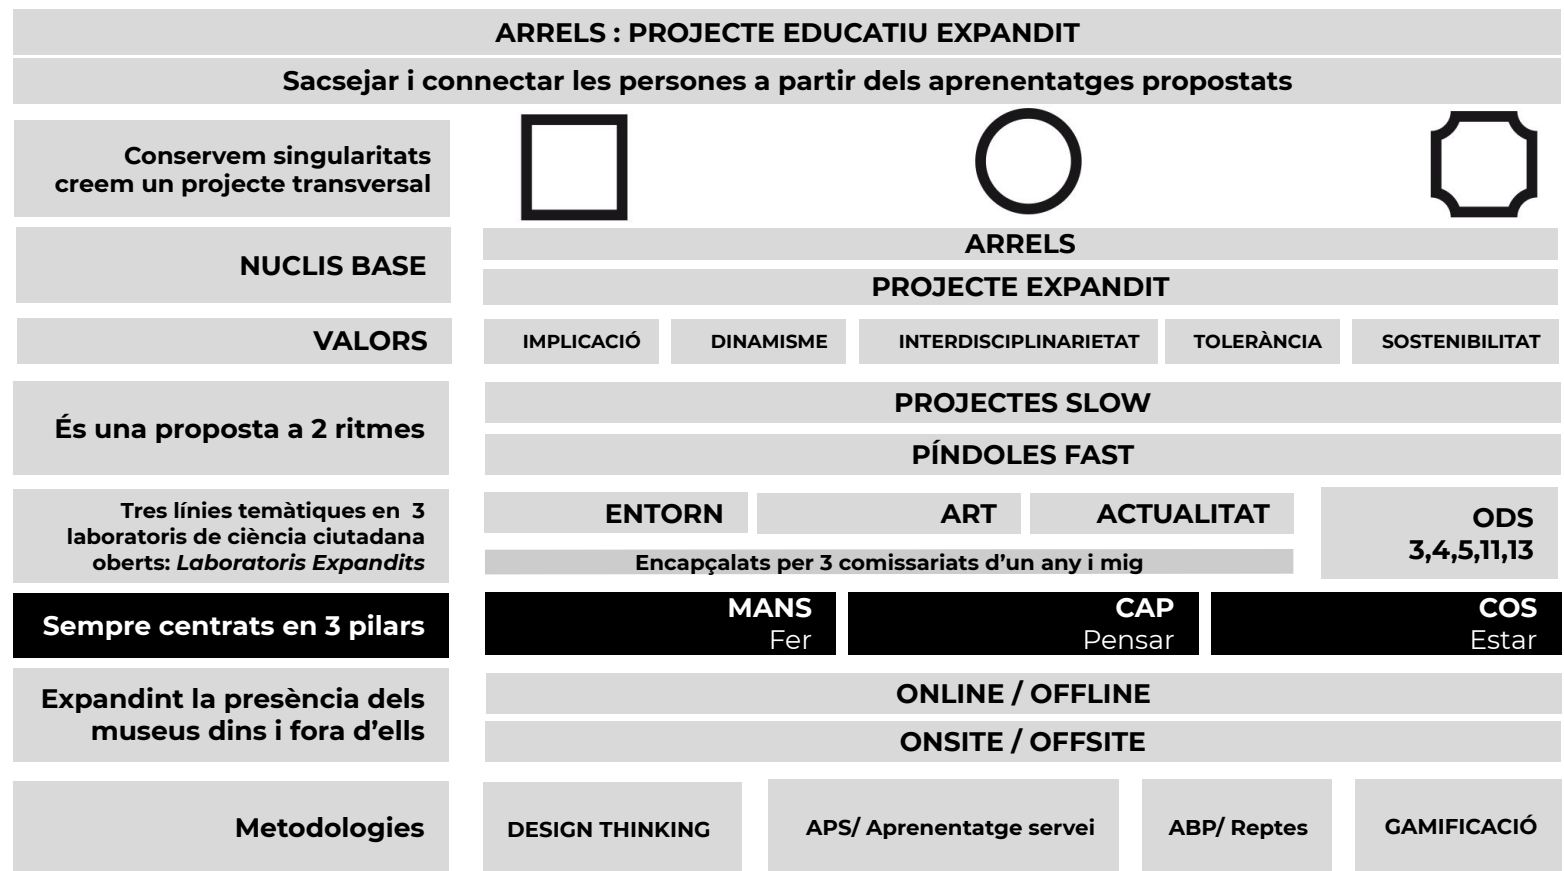 ARRELS : PROJECTE EDUCATIU EXPANDIT
Sacsejar i connectar les persones a partir dels aprenentatges propostats
Conservem singularitats
creem un projecte transversal
NUCLIS BASE
ARRELS
PROJECTE EXPANDIT
VALORS
IMPLICACIÓ
DINAMISME
INTERDISCIPLINARIETAT
TOLERÀNCIA
SOSTENIBILITAT
És una proposta a 2 ritmes
PROJECTES SLOW
PÍNDOLES FAST
Tres línies temàtiques en 3
laboratoris de ciència ciutadana
oberts: Laboratoris Expandits
ENTORN
ART
ACTUALITAT
Encapçalats per 3 comissariats d'un any i mig
ODS
3,4,5,11,13
Sempre centrats en 3 pilars
MANS
Fer
CAP
Pensar
COS
Estar
Expandint la presència dels
museus dins i fora d'ells
ONLINE / OFFLINE
ONSITE / OFFSITE
Metodologies
DESIGN THINKING
APS/ Aprenentatge servei
ABP/ Reptes
GAMIFICACIÓ